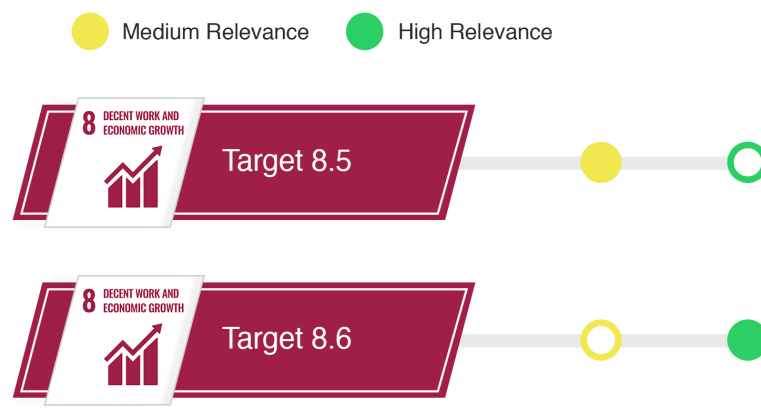 Medium Relevance
High Relevance
8 DECENT WORK AND
ECONOMIC GROWTH
Target 8.5
8 DECENT WORK AND
ECONOMIC GROWTH
Target 8.6